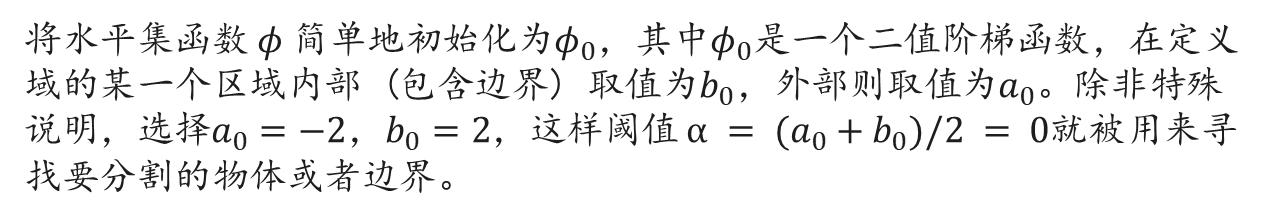 将水平集函数 ϕ 简单地初始化为ϕ₀，其中ϕ₀是一个二值阶梯函数，在定义
域的某一个区域内部（包含边界）取值为b₀，外部则取值为a₀。除非特殊
说明，选择a₀ = −2，b₀ = 2，这样阈值 α = (a₀ + b₀)/2 = 0就被用来寻
找要分割的物体或者边界。